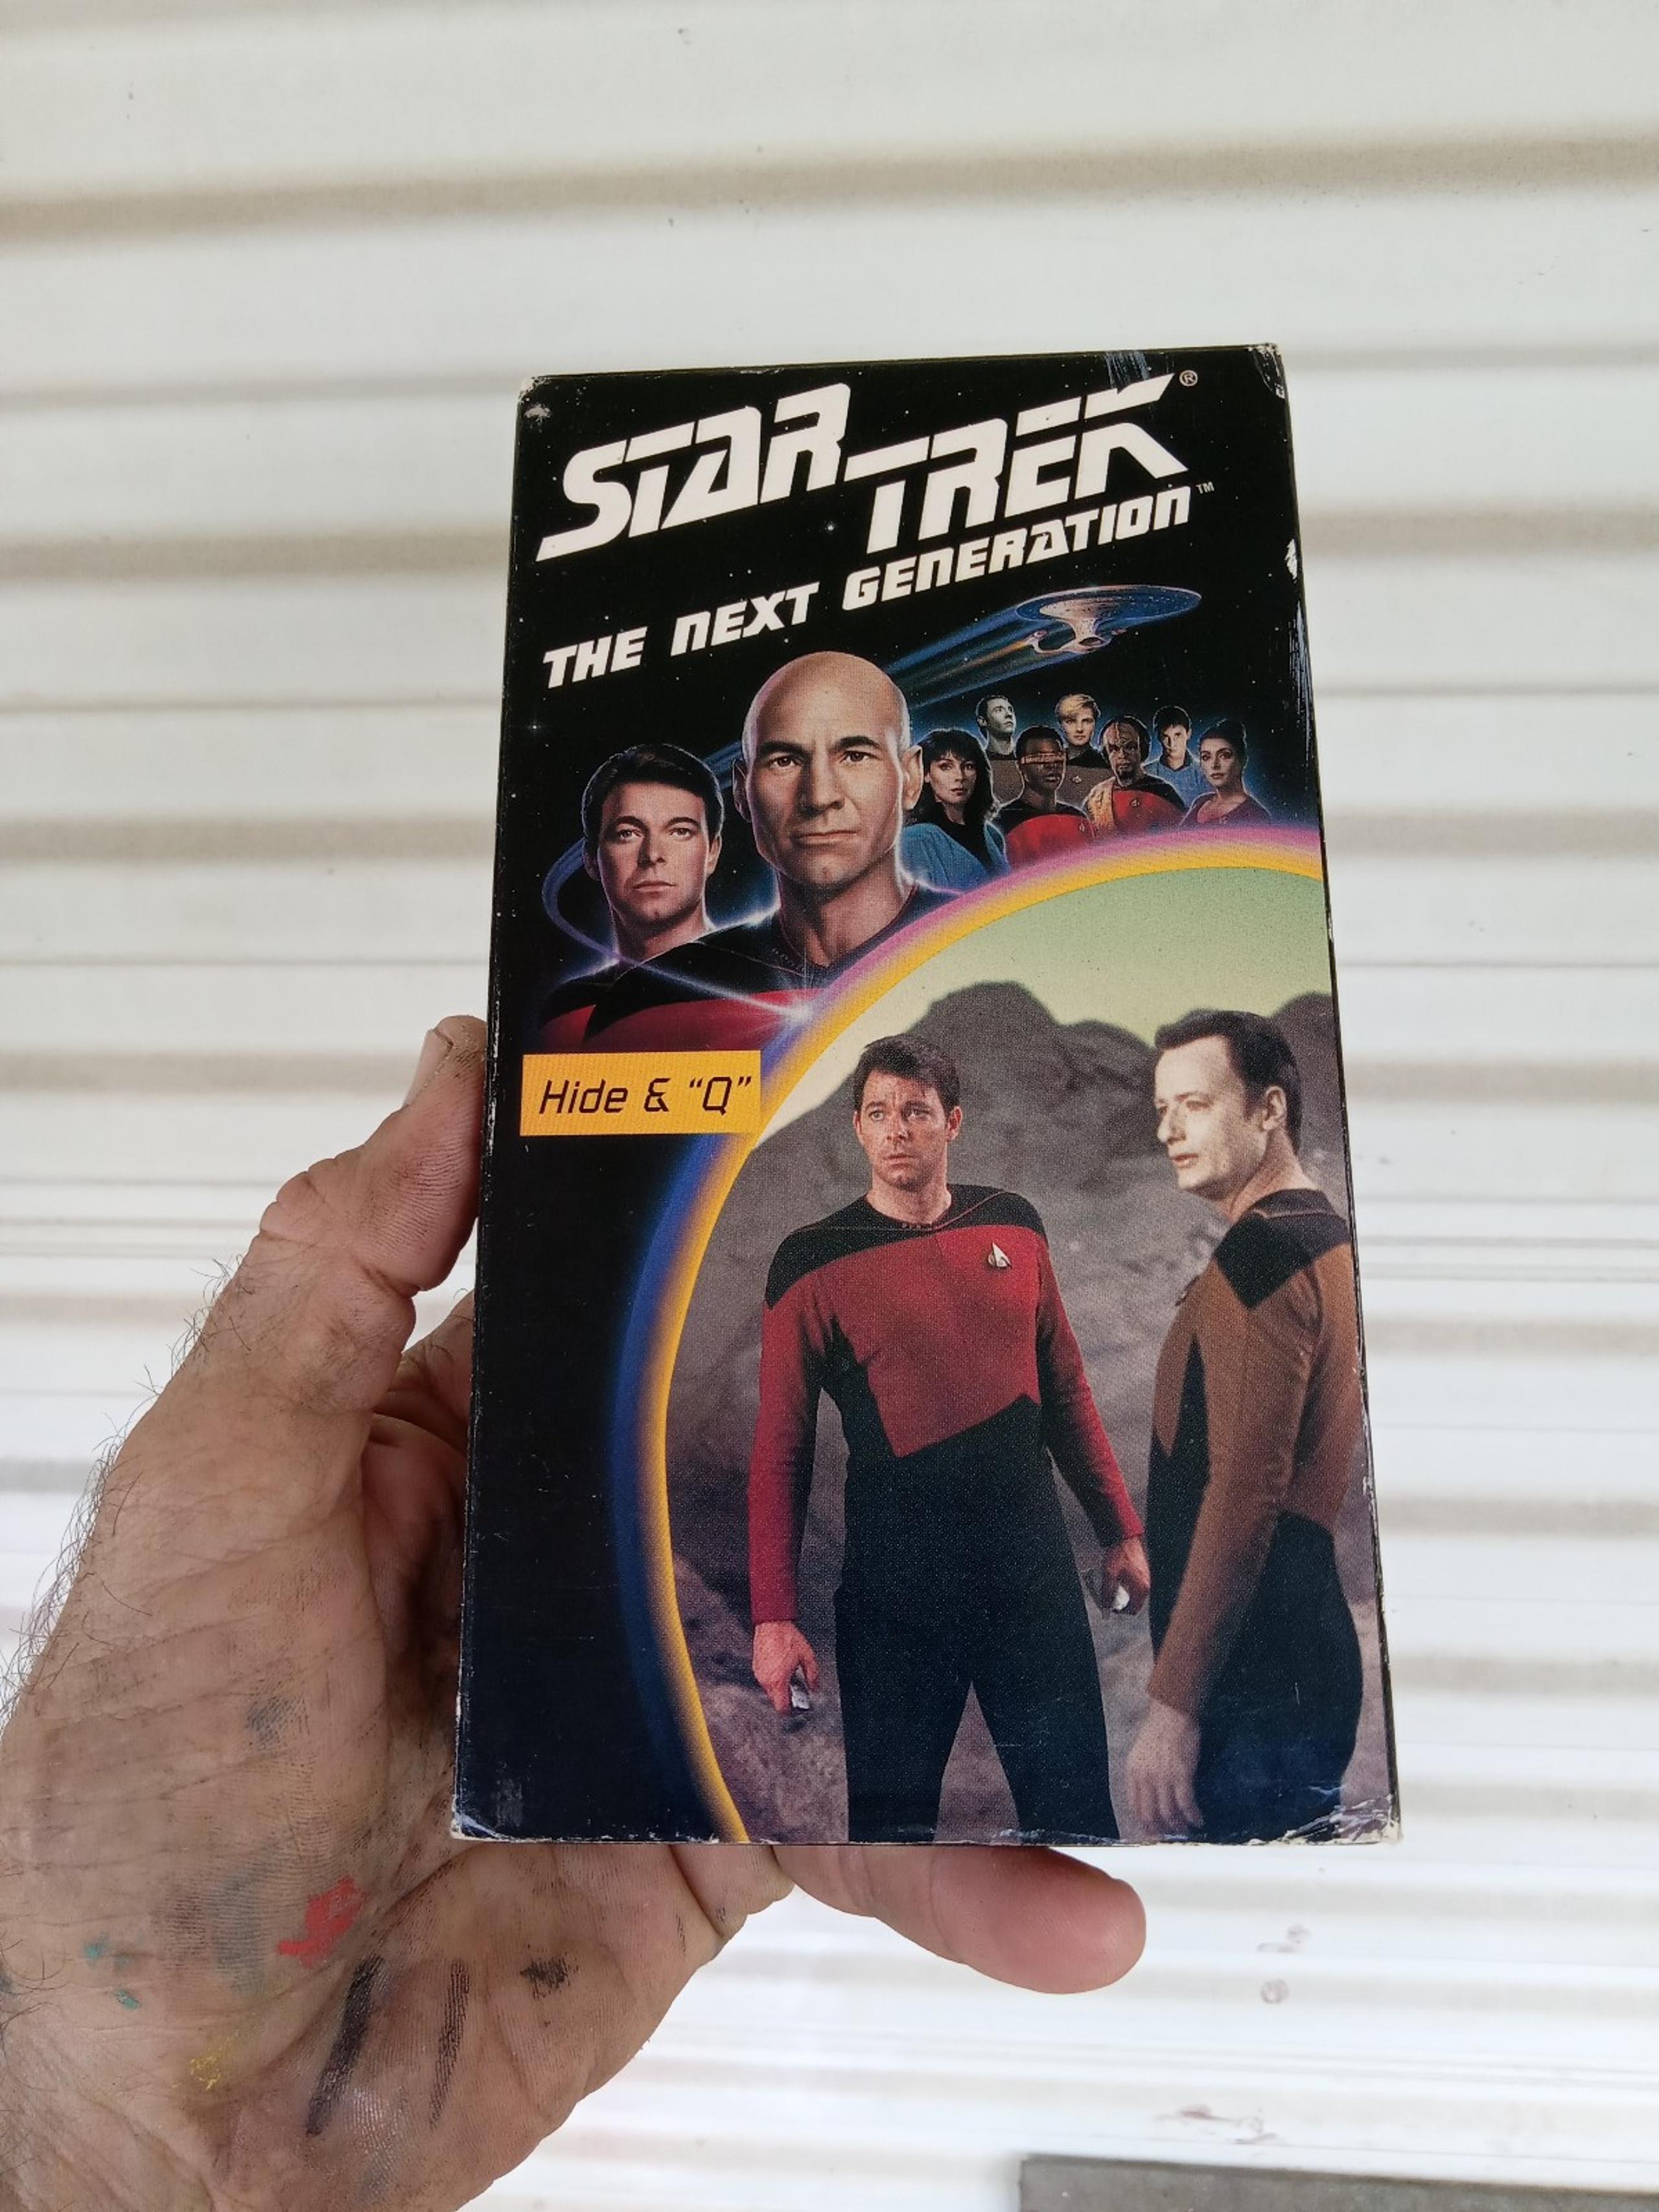 STAR TREK®
THE NEXT GENERATION™
Hide & “Q”